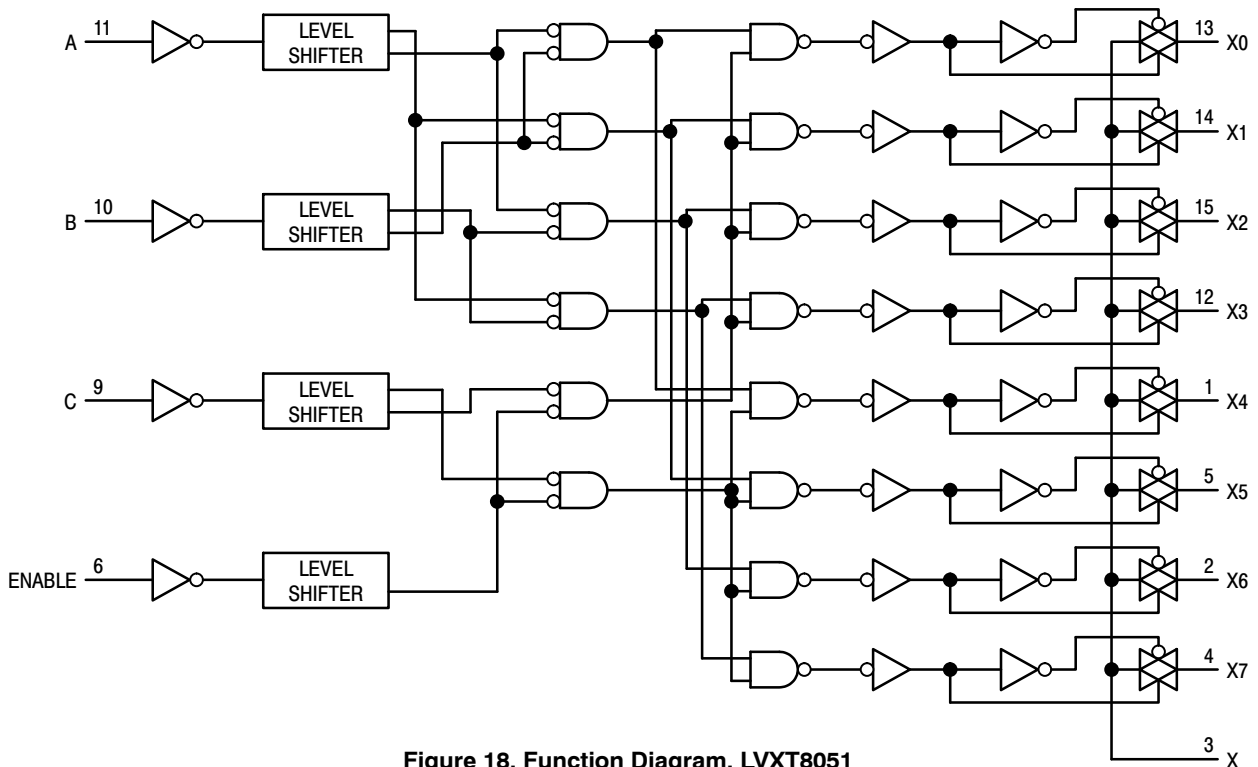 A 11
LEVEL
SHIFTER
13 X0
14 X1
B 10
LEVEL
SHIFTER
15 X2
12 X3
C 9
LEVEL
SHIFTER
1 X4
5 X5
ENABLE 6
LEVEL
SHIFTER
2 X6
4 X7
3 X
Figure 18. Function Diagram, LVXT8051